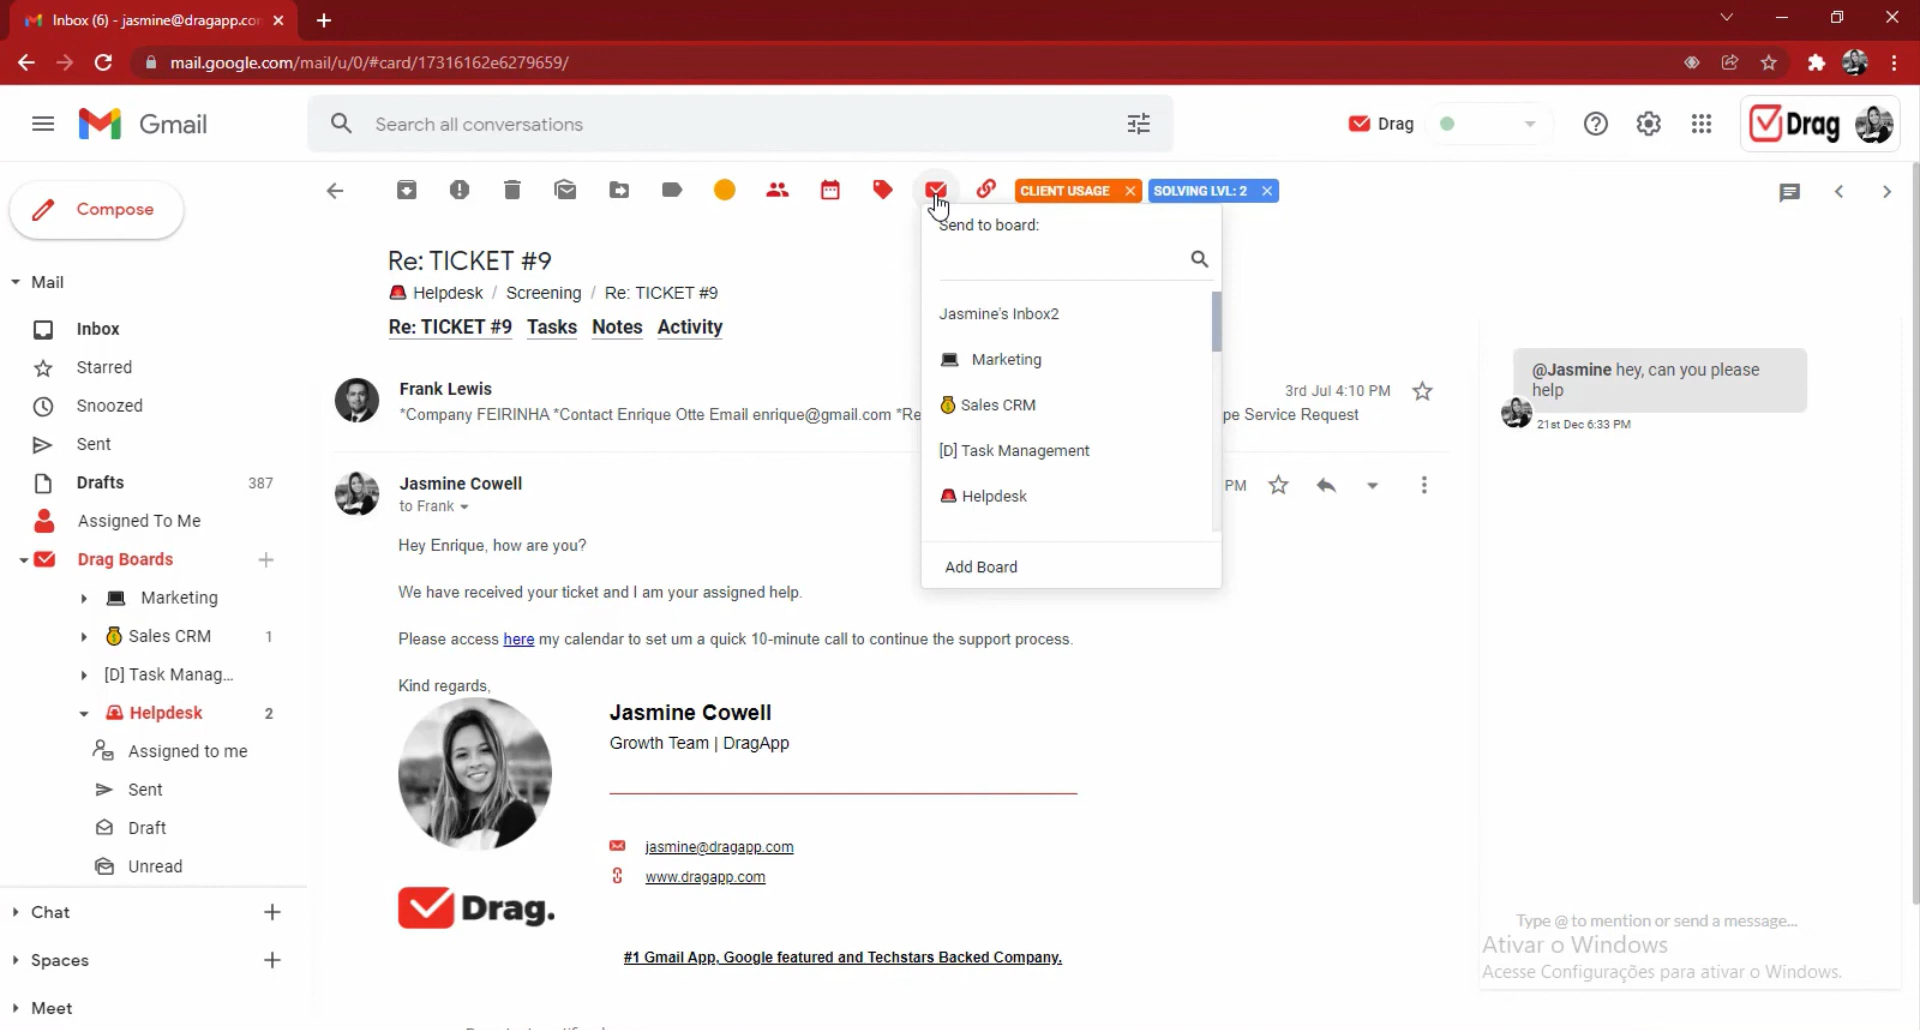 Inbox (6) - jasmine@dragapp.co
mail.google.com/mail/u/0/#card/17316162e6279659/
Gmail
Search all conversations
Drag
Drag
Compose
CLIENT USAGE
SOLVING LVL: 2
Send to board:
Jasmine's Inbox2
Marketing
Sales CRM
[D] Task Management
Helpdesk
Add Board
Mail
Inbox
Starred
Snoozed
Sent
Drafts 387
Assigned To Me
Drag Boards
Marketing
Sales CRM 1
[D] Task Manag...
Helpdesk 2
Assigned to me
Sent
Draft
Unread
Chat
Spaces
Meet
Re: TICKET #9
Helpdesk / Screening / Re: TICKET #9
Re: TICKET #9 Tasks Notes Activity
Frank Lewis
3rd Jul 4:10 PM
*Company FEIRINHA *Contact Enrique Otte Email enrique@gmail.com *Re
pe Service Request
Jasmine Cowell
PM
to Frank
Hey Enrique, how are you?
We have received your ticket and I am your assigned help.
Please access here my calendar to set um a quick 10-minute call to continue the support process.
Kind regards,
Jasmine Cowell
Growth Team | DragApp
jasmine@dragapp.com
www.dragapp.com
Drag.
#1 Gmail App, Google featured and Techstars Backed Company.
@Jasmine hey, can you please
help
21st Dec 6:33 PM
Type @ to mention or send a message...
Ativar o Windows
Acesse Configurações para ativar o Windows.